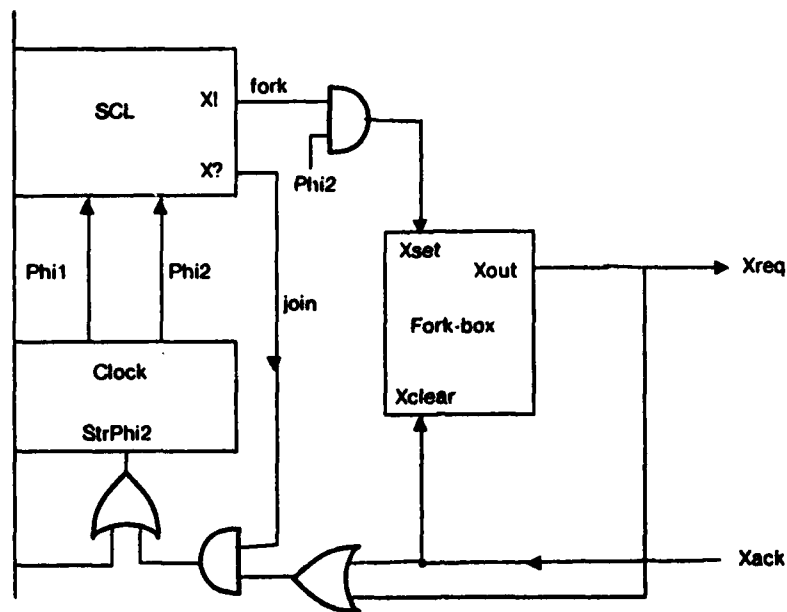 fork
X!
SCL
X?
Phi2
Xset
Xout
Xreq
Phi1
Phi2
join
Fork-box
Clock
Xclear
StrPhi2
Xack